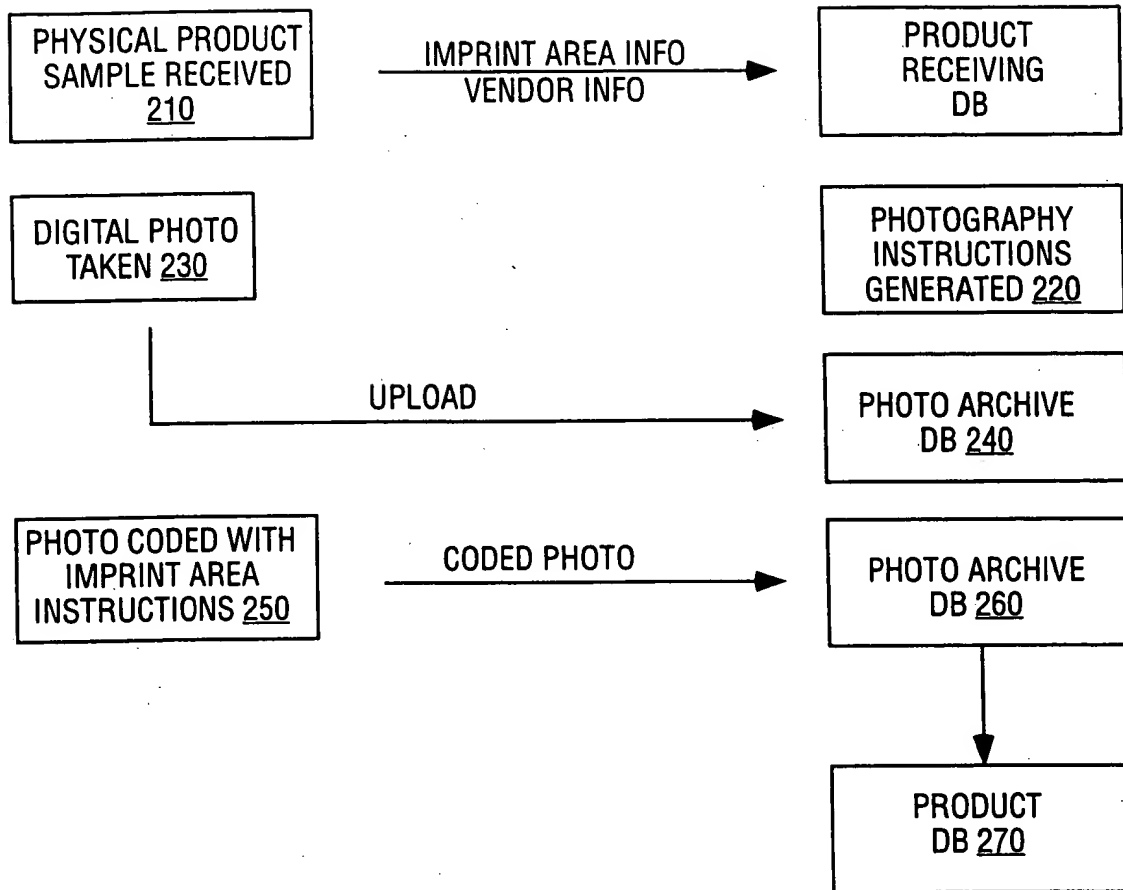 PHYSICAL PRODUCT
SAMPLE RECEIVED
210
IMPRINT AREA INFO
VENDOR INFO
PRODUCT
RECEIVING
DB
DIGITAL PHOTO
TAKEN 230
PHOTOGRAPHY
INSTRUCTIONS
GENERATED 220
UPLOAD
PHOTO ARCHIVE
DB 240
PHOTO CODED WITH
IMPRINT AREA
INSTRUCTIONS 250
CODED PHOTO
PHOTO ARCHIVE
DB 260
PRODUCT
DB 270